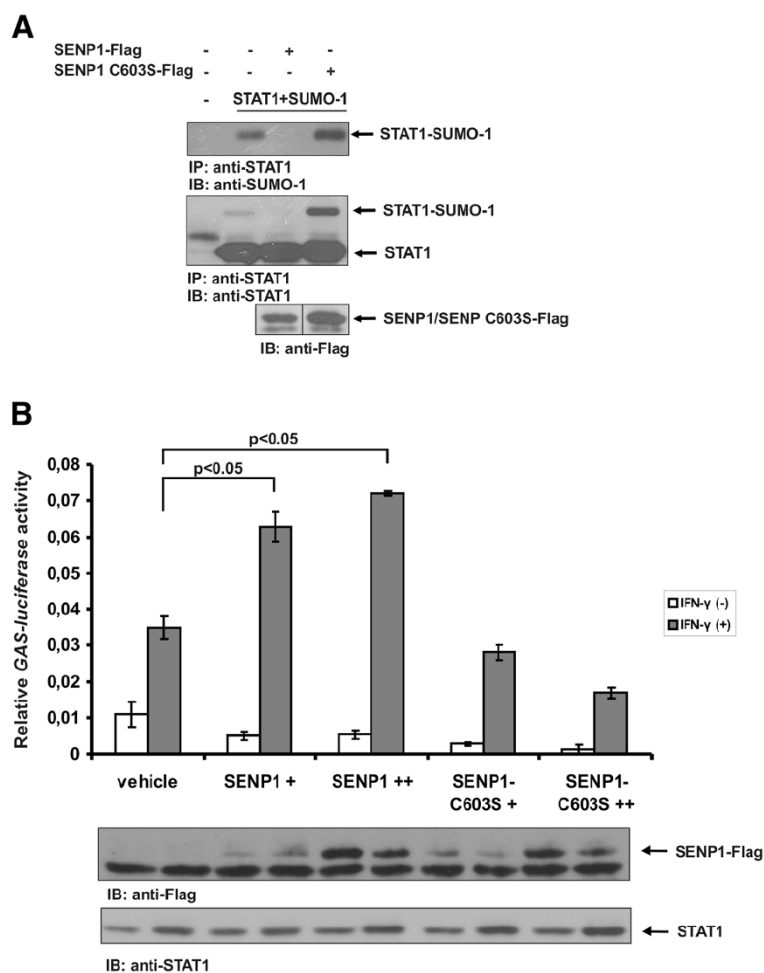 A
SENP1-Flag - - + -
SENP1 C603S-Flag - - - +
- STAT1+SUMO-1
STAT1-SUMO-1
IP: anti-STAT1
IB: anti-SUMO-1
STAT1-SUMO-1
STAT1
IP: anti-STAT1
IB: anti-STAT1
SENP1/SENP C603S-Flag
IB: anti-Flag
B
p<0.05
p<0.05
0,08
0,07
0,06
0,05
0,04
0,03
0,02
0,01
0
Relative GAS-luciferase activity
IFN-γ (-)
IFN-γ (+)
vehicle SENP1 + SENP1 ++ SENP1- SENP1-
C603S + C603S ++
SENP1-Flag
IB: anti-Flag
STAT1
IB: anti-STAT1